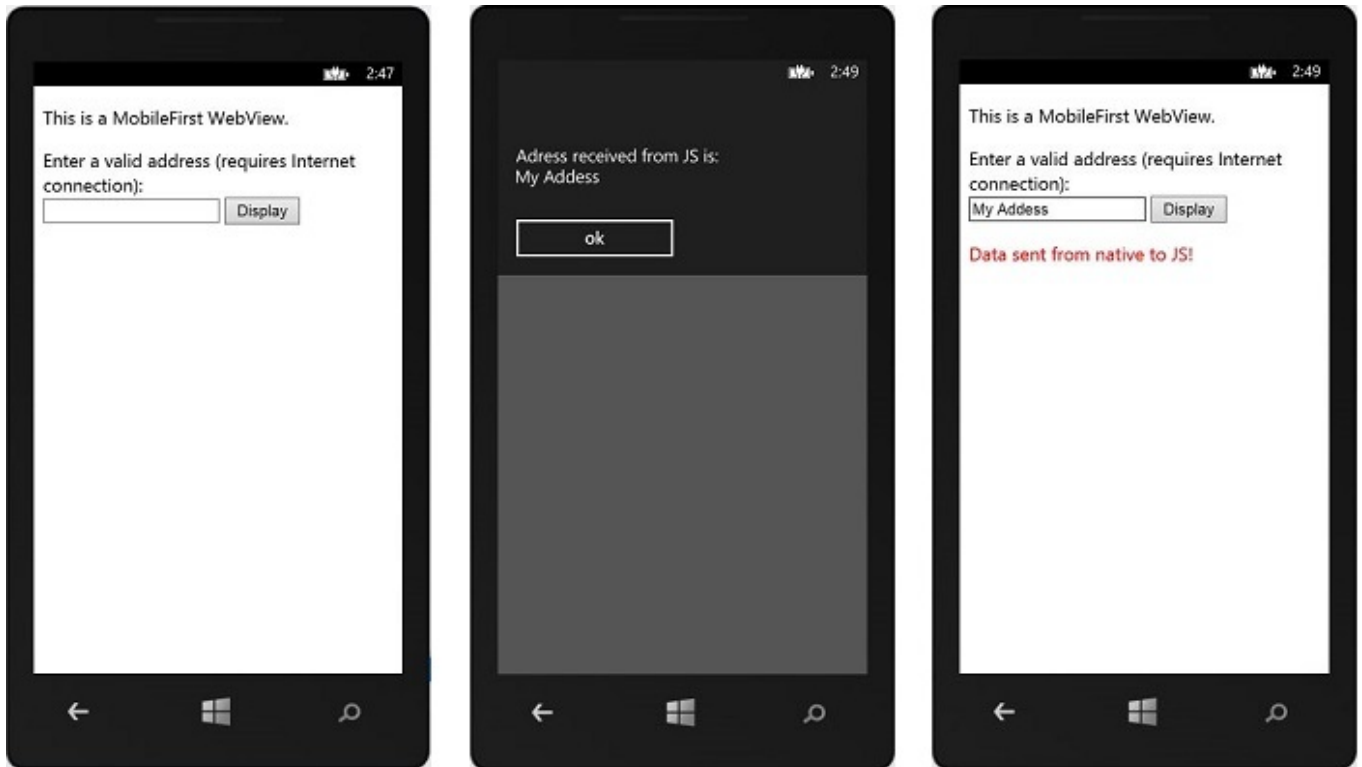 2:47
This is a MobileFirst WebView.
Enter a valid address (requires Internet
connection):
Display
2:49
Adress received from JS is:
My Addess
ok
2:49
This is a MobileFirst WebView.
Enter a valid address (requires Internet
connection):
My Addess Display
Data sent from native to JS!